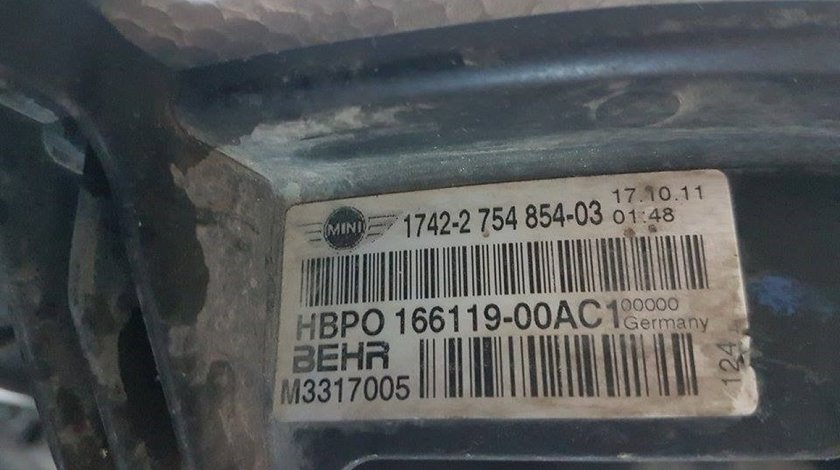 MINI 1742-2 754 854-03 17.10.11
01:48
HBPO 166119-00AC1 00000
Germany
BEHR
M3317005
124